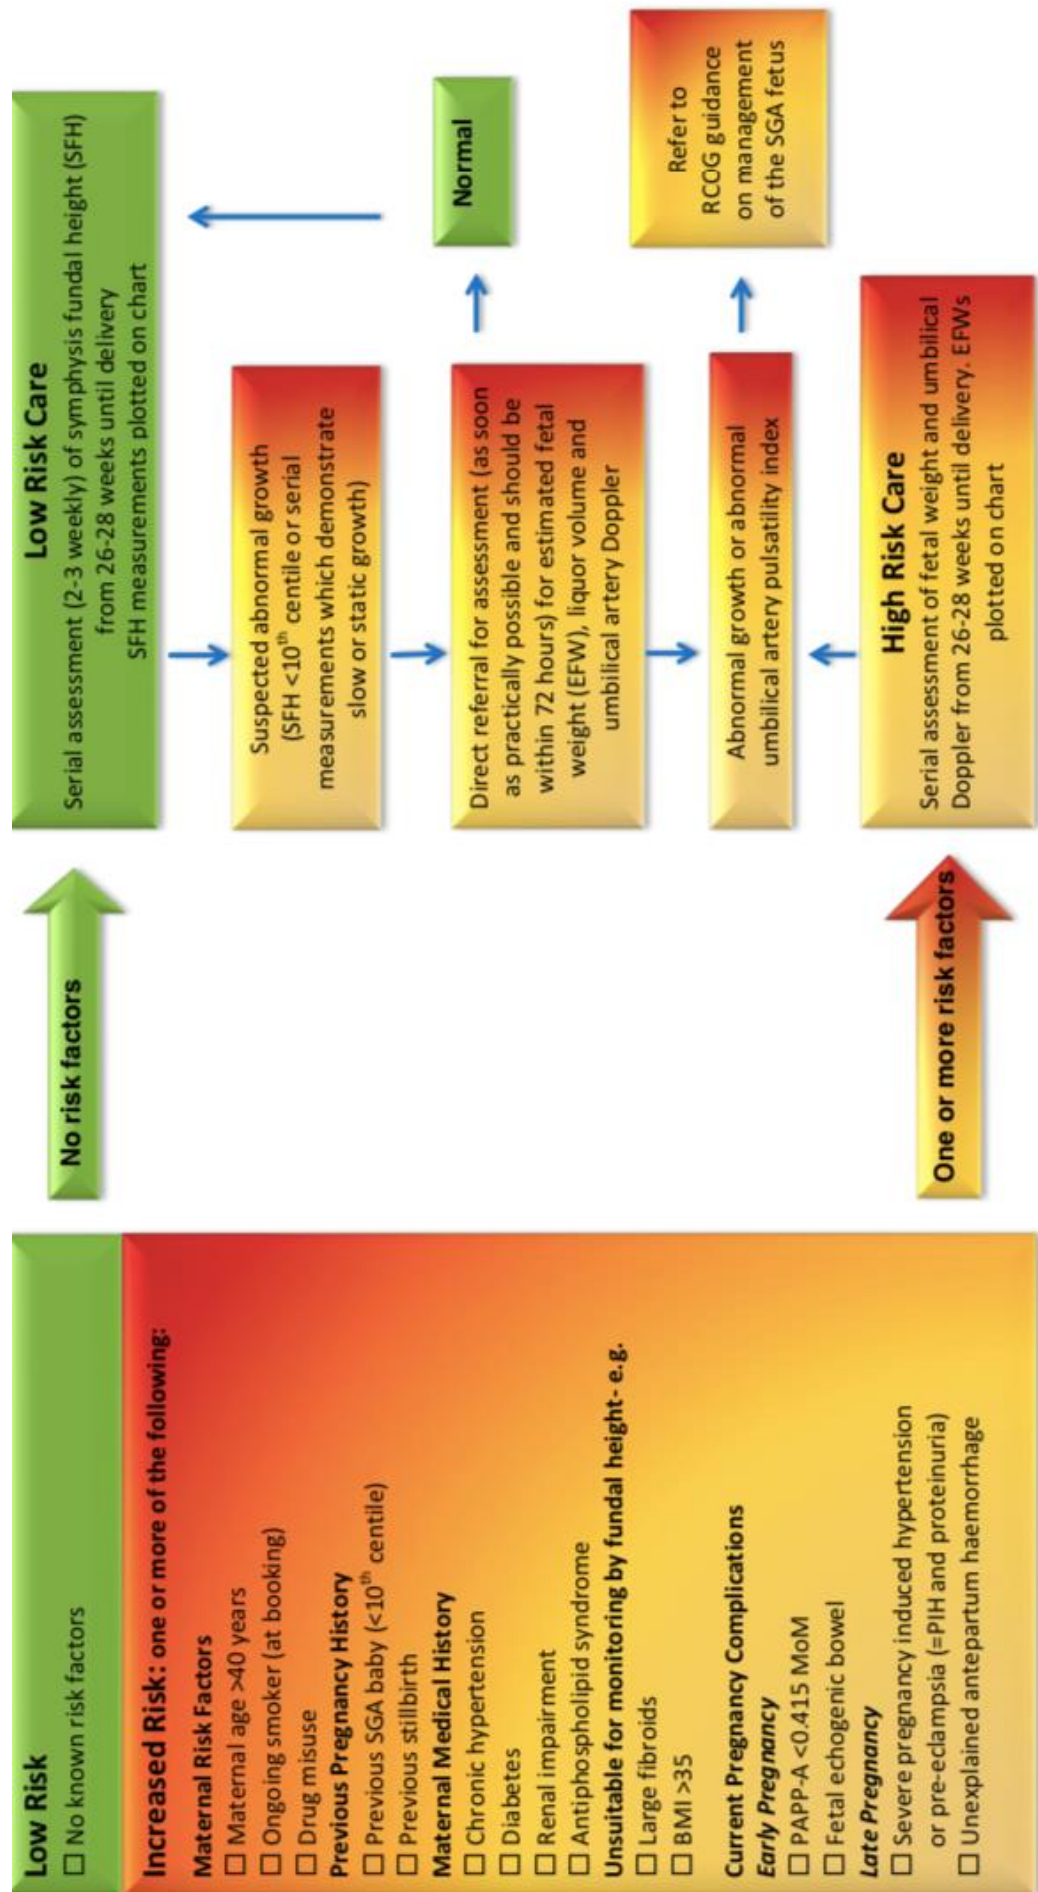 Low Risk
☐ No known risk factors
Increased Risk: one or more of the following:
Maternal Risk Factors
☐ Maternal age >40 years
☐ Ongoing smoker (at booking)
☐ Drug misuse
Previous Pregnancy History
☐ Previous SGA baby (<10th centile)
☐ Previous stillbirth
Maternal Medical History
☐ Chronic hypertension
☐ Diabetes
☐ Renal impairment
☐ Antiphospholipid syndrome
Unsuitable for monitoring by fundal height- e.g.
☐ Large fibroids
☐ BMI >35
Current Pregnancy Complications
Early Pregnancy
☐ PAPP-A <0.415 MoM
☐ Fetal echogenic bowel
Late Pregnancy
☐ Severe pregnancy induced hypertension
or pre-eclampsia (=PIH and proteinuria)
☐ Unexplained antepartum haemorrhage
No risk factors
One or more risk factors
Low Risk Care
Serial assessment (2-3 weekly) of symphysis fundal height (SFH)
from 26-28 weeks until delivery
SFH measurements plotted on chart
Suspected abnormal growth
(SFH <10th centile or serial
measurements which demonstrate
slow or static growth)
Direct referral for assessment (as soon
as practically possible and should be
within 72 hours) for estimated fetal
weight (EFW), liquor volume and
umbilical artery Doppler
Normal
Abnormal growth or abnormal
umbilical artery pulsatility index
Refer to
RCOG guidance
on management
of the SGA fetus
High Risk Care
Serial assessment of fetal weight and umbilical
Doppler from 26-28 weeks until delivery. EFWs
plotted on chart